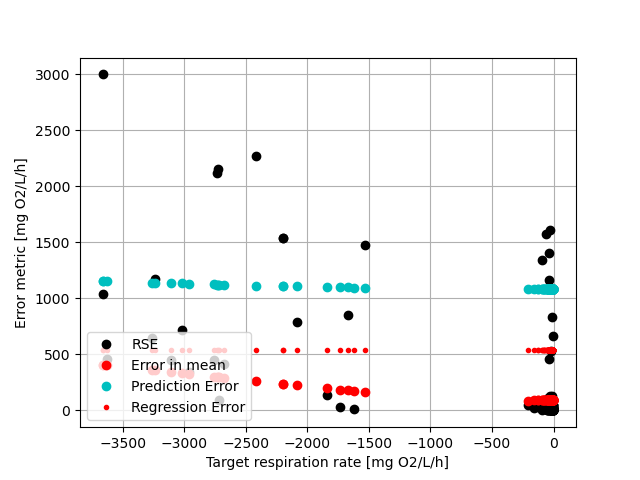 3000
2500
2000
1500
1000
500
0
Error metric [mg O2/L/h]
RSE
Error in mean
Prediction Error
Regression Error
−3500 −3000 −2500 −2000 −1500 −1000 −500 0
Target respiration rate [mg O2/L/h]